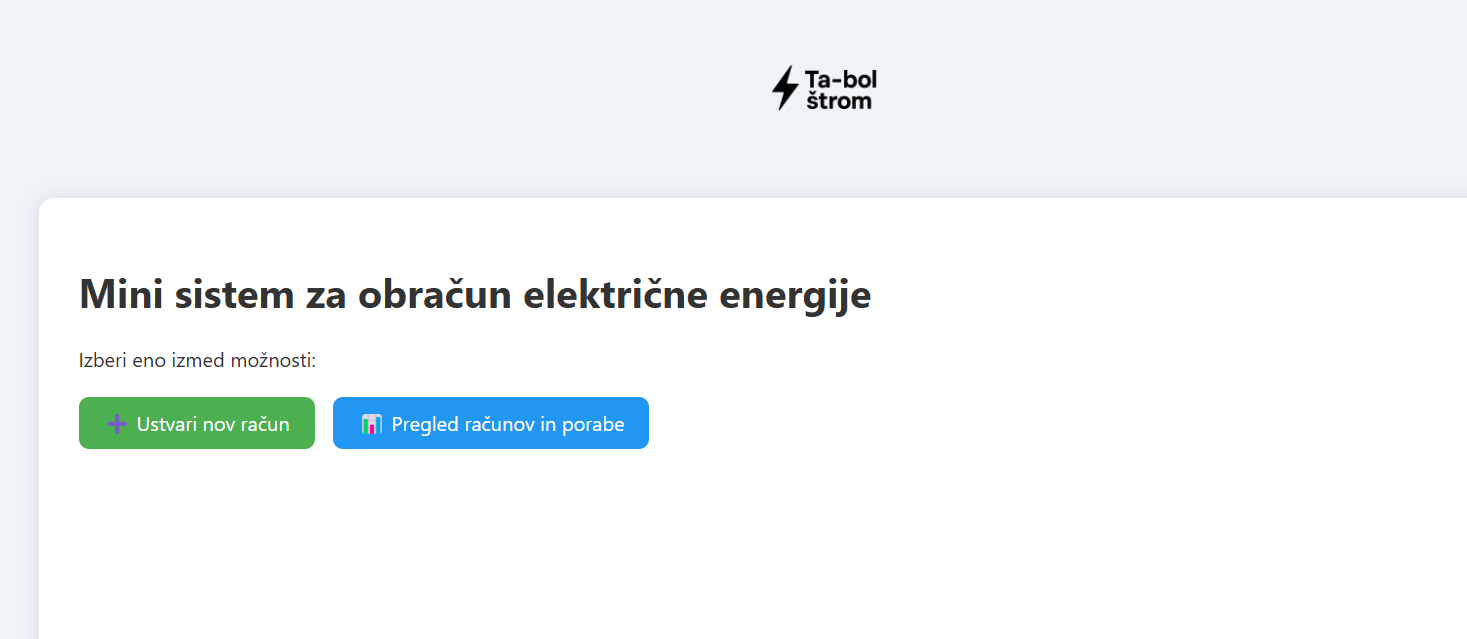 Ta-bol
štrom
Mini sistem za obračun električne energije
Izberi eno izmed možnosti:
Ustvari nov račun
Pregled računov in porabe